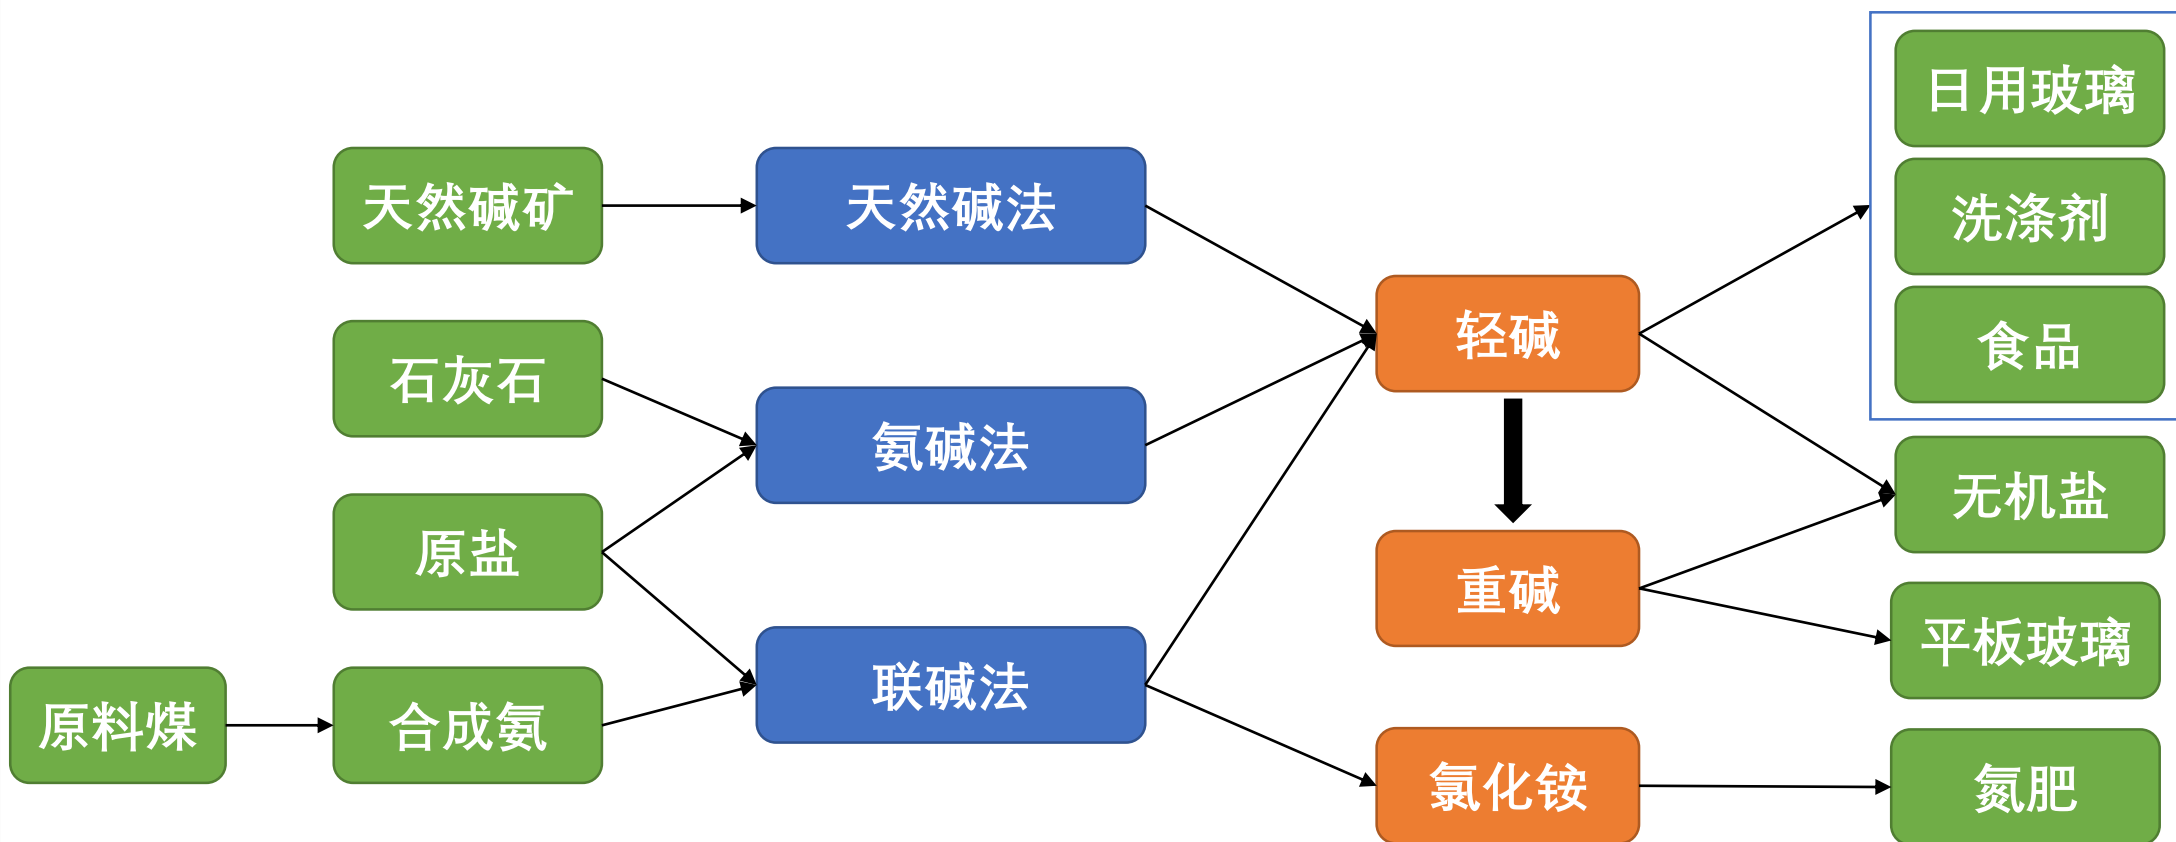 日用玻璃
洗涤剂
食品
天然碱矿
天然碱法
石灰石
氨碱法
轻碱
原盐
重碱
无机盐
平板玻璃
原料煤
合成氨
联碱法
氯化铵
氮肥